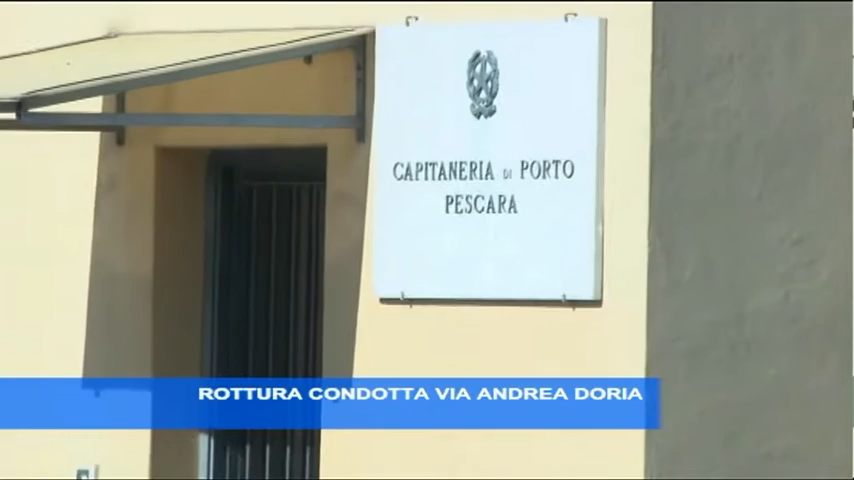 CAPITANERIA DI PORTO
PESCARA
ROTTURA CONDOTTA VIA ANDREA DORIA